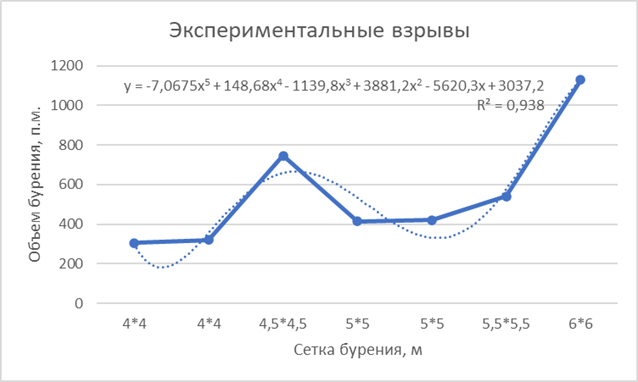 Экспериментальные взрывы
1200
y = -7,0675x⁵ + 148,68x⁴ - 1139,8x³ + 3881,2x² - 5620,3x + 3037,2
R² = 0,938
1000
800
600
400
200
0
Объем бурения, п.м.
4*4 4*4 4,5*4,5 5*5 5*5 5,5*5,5 6*6
Сетка бурения, м